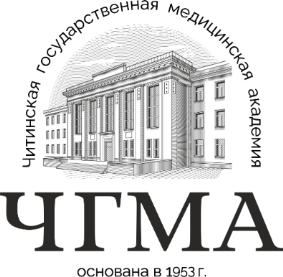 Читинская государственная медицинская академия
ЧГМА
основана в 1953 г.